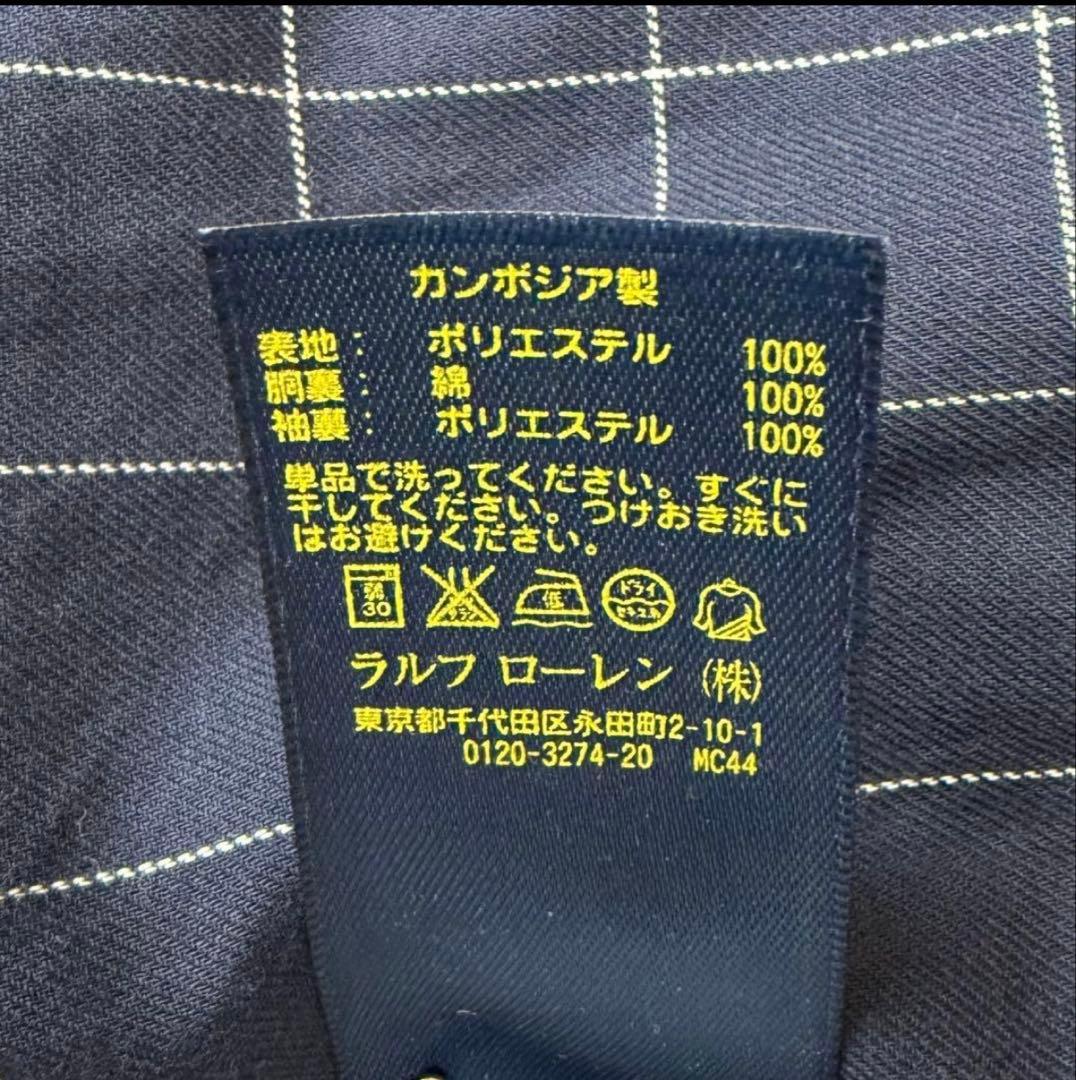 カンボジア製
表地： ポリエステル 100%
胴裏： 綿 100%
袖裏： ポリエステル 100%
単品で洗ってください。すぐに
干してください。つけおき洗い
はお避けください。
弱 30 低 ドライ セキユ系
ラルフ ローレン (株)
東京都千代田区永田町2-10-1
0120-3274-20 MC44